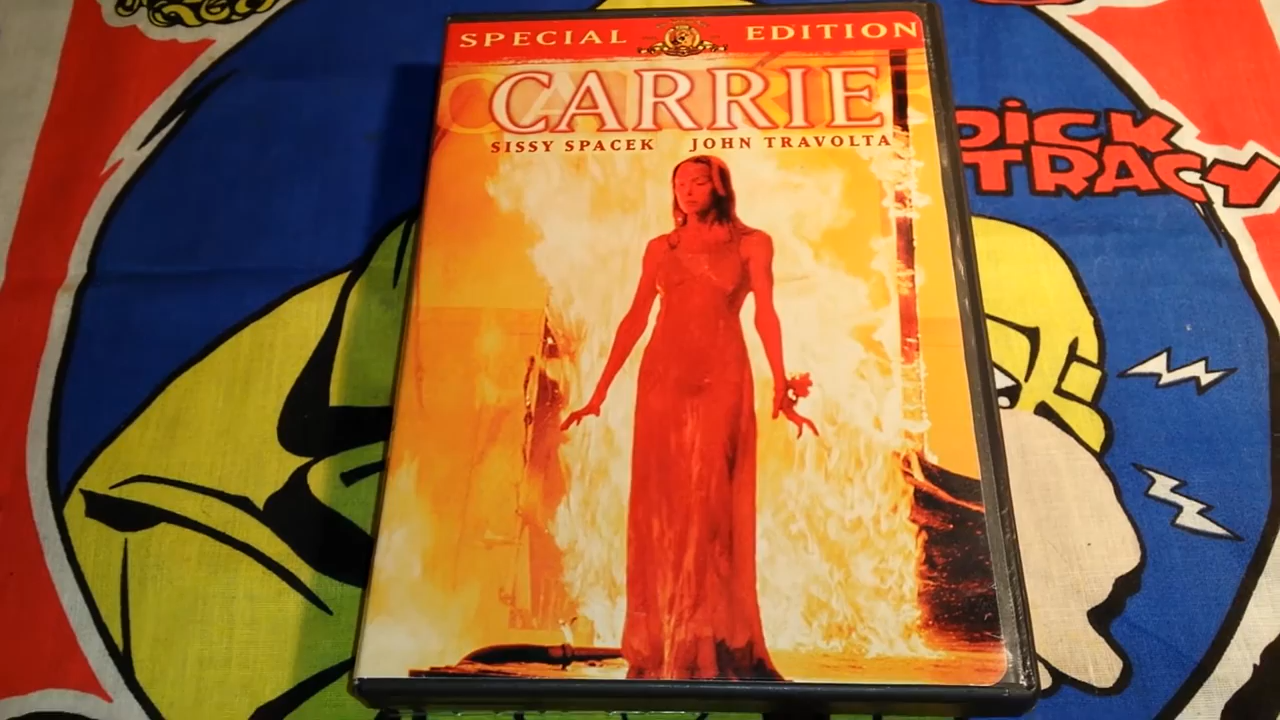 SPECIAL EDITION
CARRIE
SISSY SPACEK JOHN TRAVOLTA
DICK
TRACY